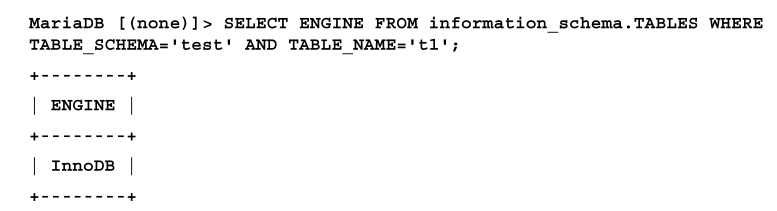 MariaDB [(none)]> SELECT ENGINE FROM information_schema.TABLES WHERE
TABLE_SCHEMA='test' AND TABLE_NAME='t1';
+--------+
| ENGINE |
+--------+
| InnoDB |
+--------+